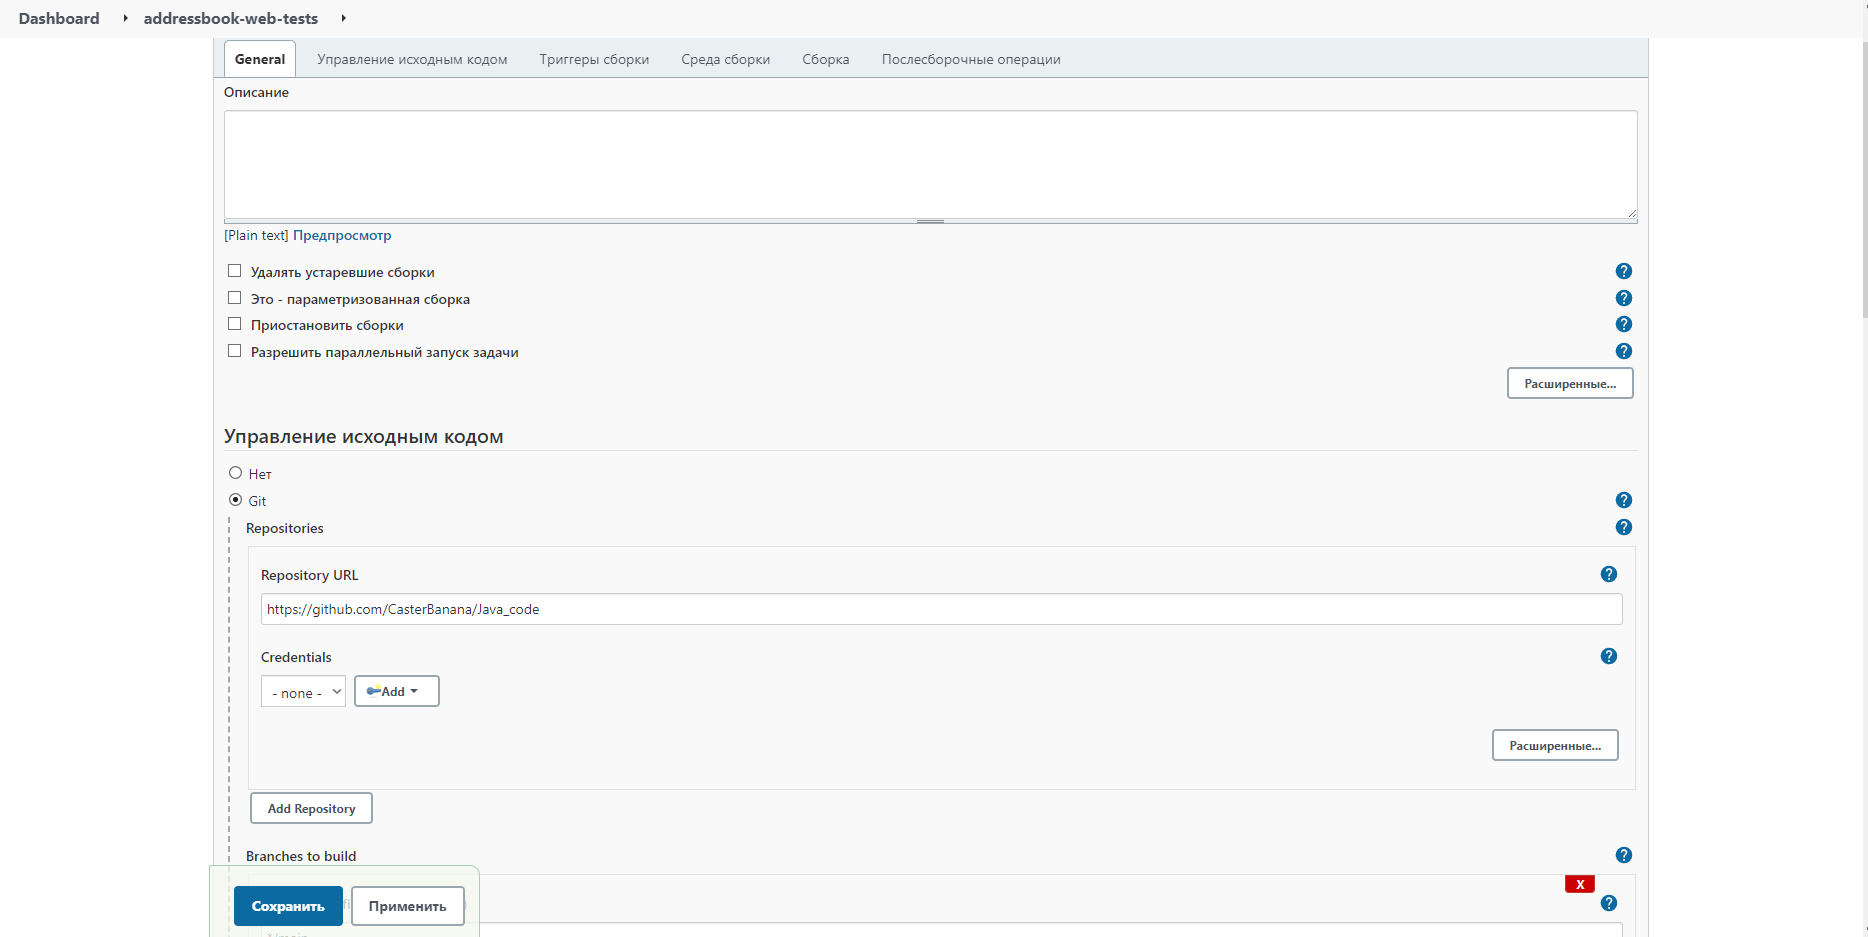 Dashboard addressbook-web-tests
General Управление исходным кодом Триггеры сборки Среда сборки Сборка Послесборочные операции
Описание
[Plain text] Предпросмотр
Удалять устаревшие сборки ?
Это - параметризованная сборка ?
Приостановить сборки ?
Разрешить параллельный запуск задачи ?
Расширенные...
Управление исходным кодом
Нет
Git ?
Repositories ?
Repository URL ?
https://github.com/CasterBanana/Java_code
Credentials ?
- none - Add
Расширенные...
Add Repository
Branches to build ?
X
Сохранить Применить ?